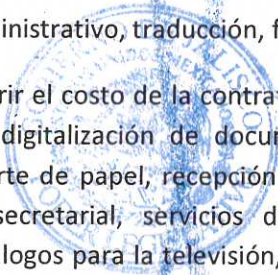 ministrativo, traducción, f
rir el costo de la contra
digitalización de docu
rte de papel, recepción
secretarial, servicios d
logos para la televisión,